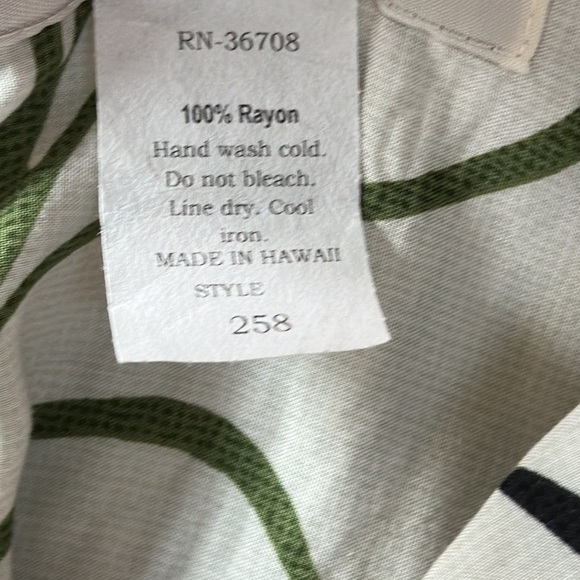 RN-36708
100% Rayon
Hand wash cold.
Do not bleach.
Line dry. Cool
iron.
MADE IN HAWAII
STYLE
258